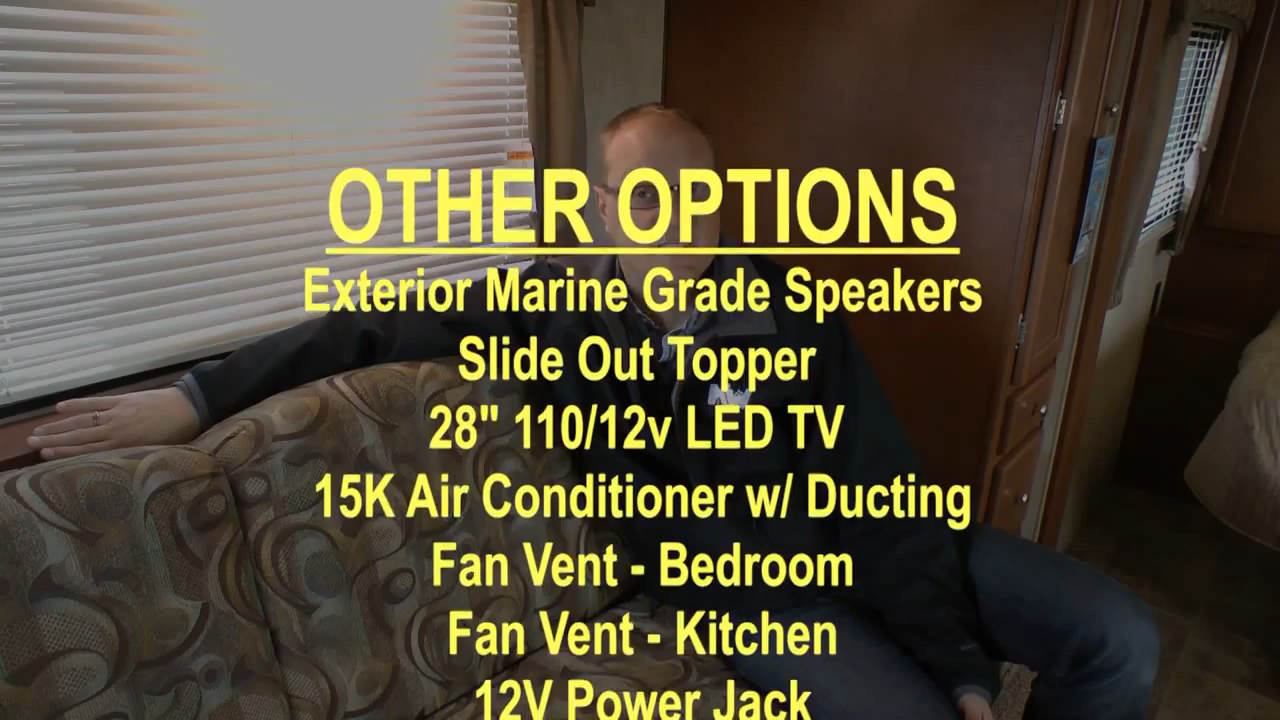 OTHER OPTIONS
Exterior Marine Grade Speakers
Slide Out Topper
28" 110/12v LED TV
15K Air Conditioner w/ Ducting
Fan Vent - Bedroom
Fan Vent - Kitchen
12V Power Jack